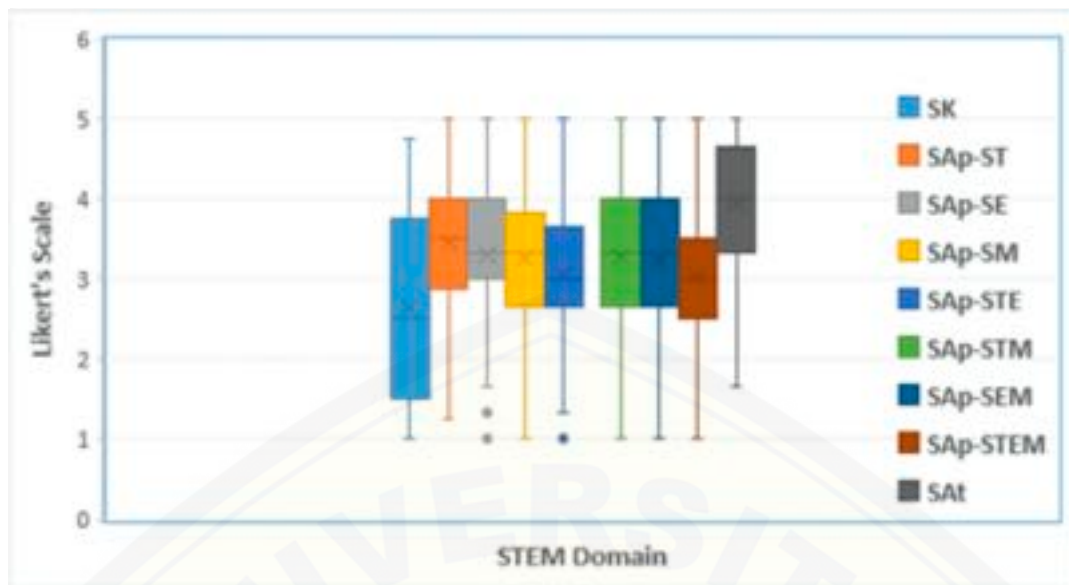 6
5
4
3
2
1
0
Likert's Scale
STEM Domain
SK
SAp-ST
SAp-SE
SAp-SM
SAp-STE
SAp-STM
SAp-SEM
SAp-STEM
SAt